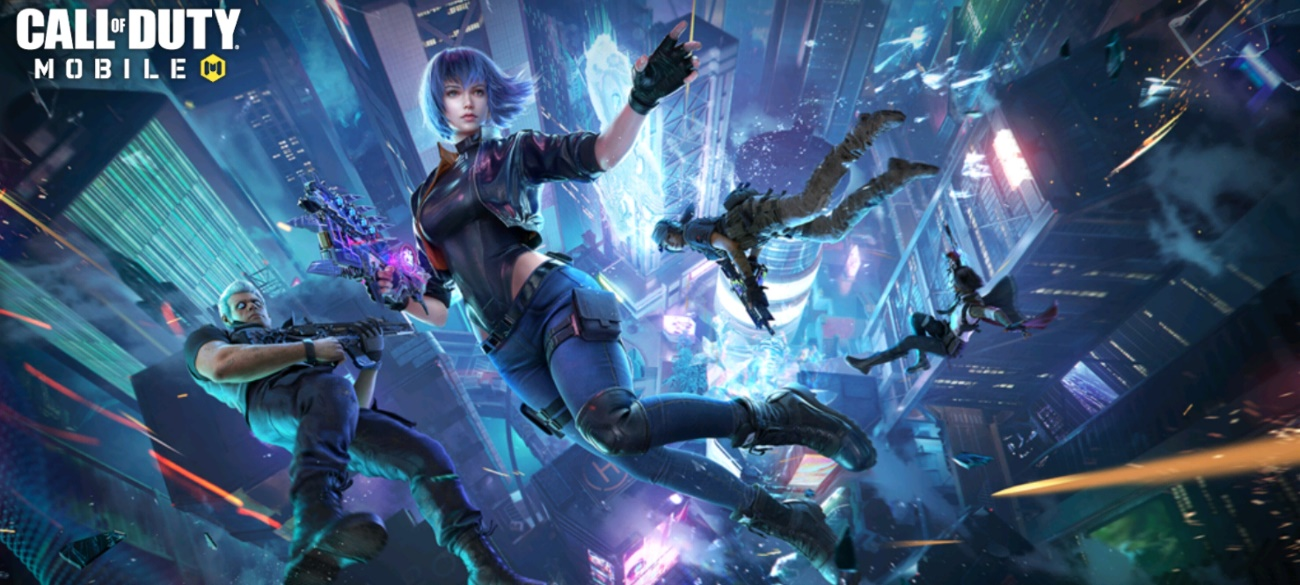 CALL OF DUTY
MOBILE
H